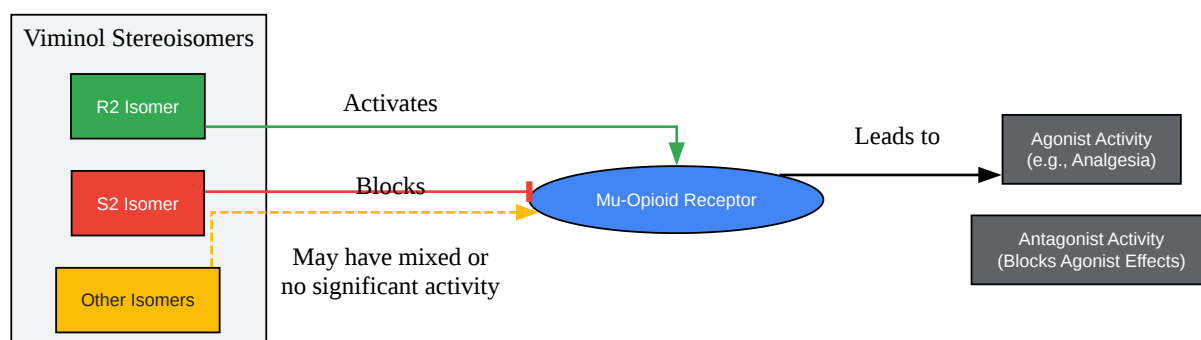 Viminol Stereoisomers
R2 Isomer
Activates
Leads to
Agonist Activity
(e.g., Analgesia)
S2 Isomer
Blocks
Mu-Opioid Receptor
Antagonist Activity
(Blocks Agonist Effects)
May have mixed or
no significant activity
Other Isomers